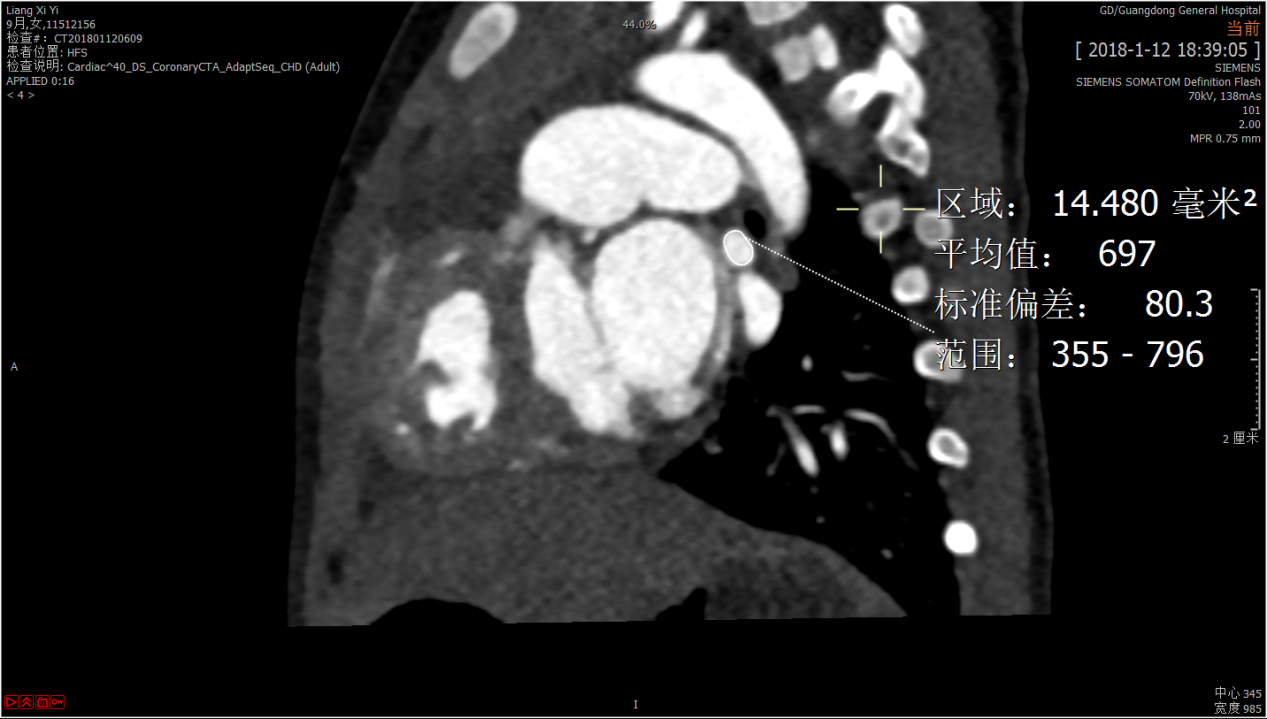 Liang Xi Yi
9月,女,11512156
检查#: CT201801120609
患者位置: HFS
检查说明: Cardiac^40_DS_CoronaryCTA_AdaptSeq_CHD (Adult)
APPLIED 0:16
< 4 >
44.0%
GD/Guangdong General Hospital
当前
[ 2018-1-12 18:39:05 ]
SIEMENS
SIEMENS SOMATOM Definition Flash
70kV, 138mAs
101
2.00
MPR 0.75 mm
区域: 14.480 毫米²
平均值: 697
标准偏差: 80.3
范围: 355 - 796
A
2 厘米
I
中心 345
宽度 985